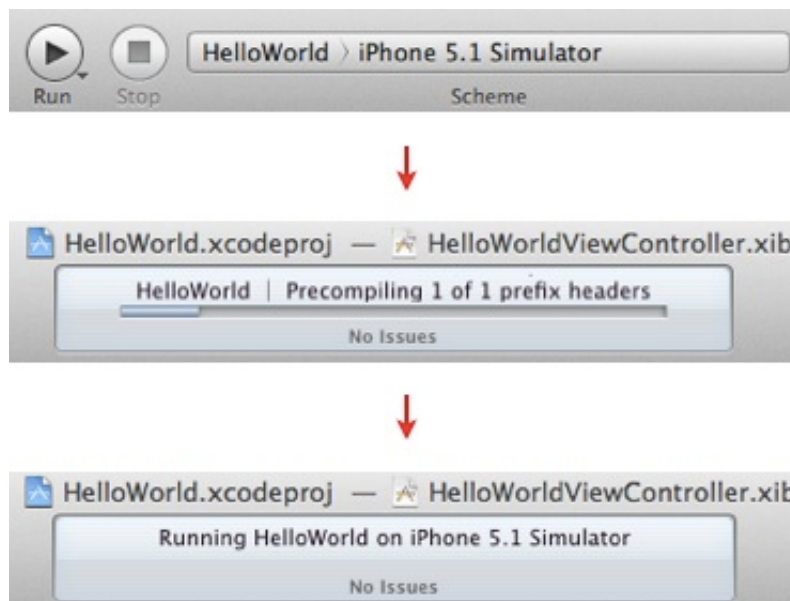 HelloWorld 〉 iPhone 5.1 Simulator
Run Stop Scheme
HelloWorld.xcodeproj — HelloWorldViewController.xib
HelloWorld | Precompiling 1 of 1 prefix headers
No Issues
HelloWorld.xcodeproj — HelloWorldViewController.xib
Running HelloWorld on iPhone 5.1 Simulator
No Issues